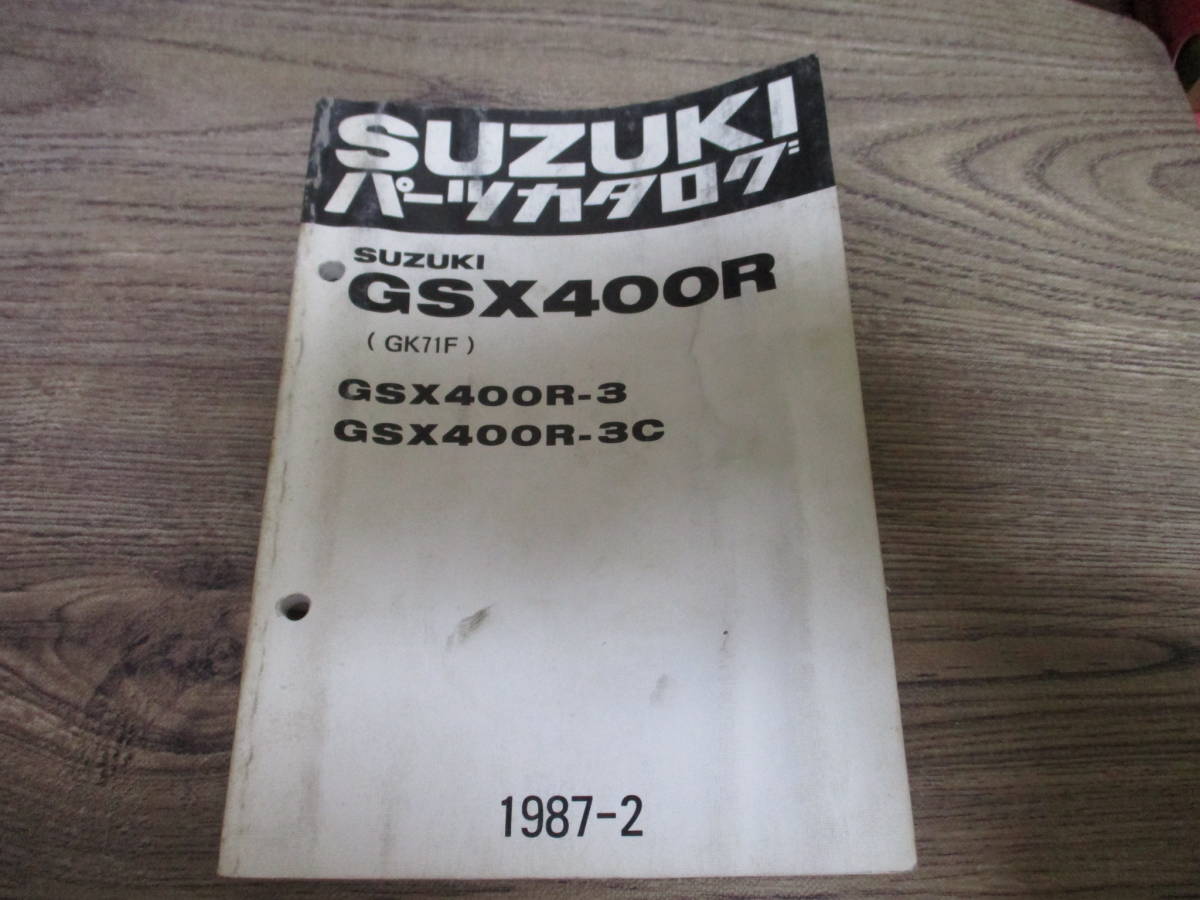 SUZUKI
パーツカタログ
SUZUKI
GSX400R
( GK71F )
GSX400R-3
GSX400R-3C
1987-2